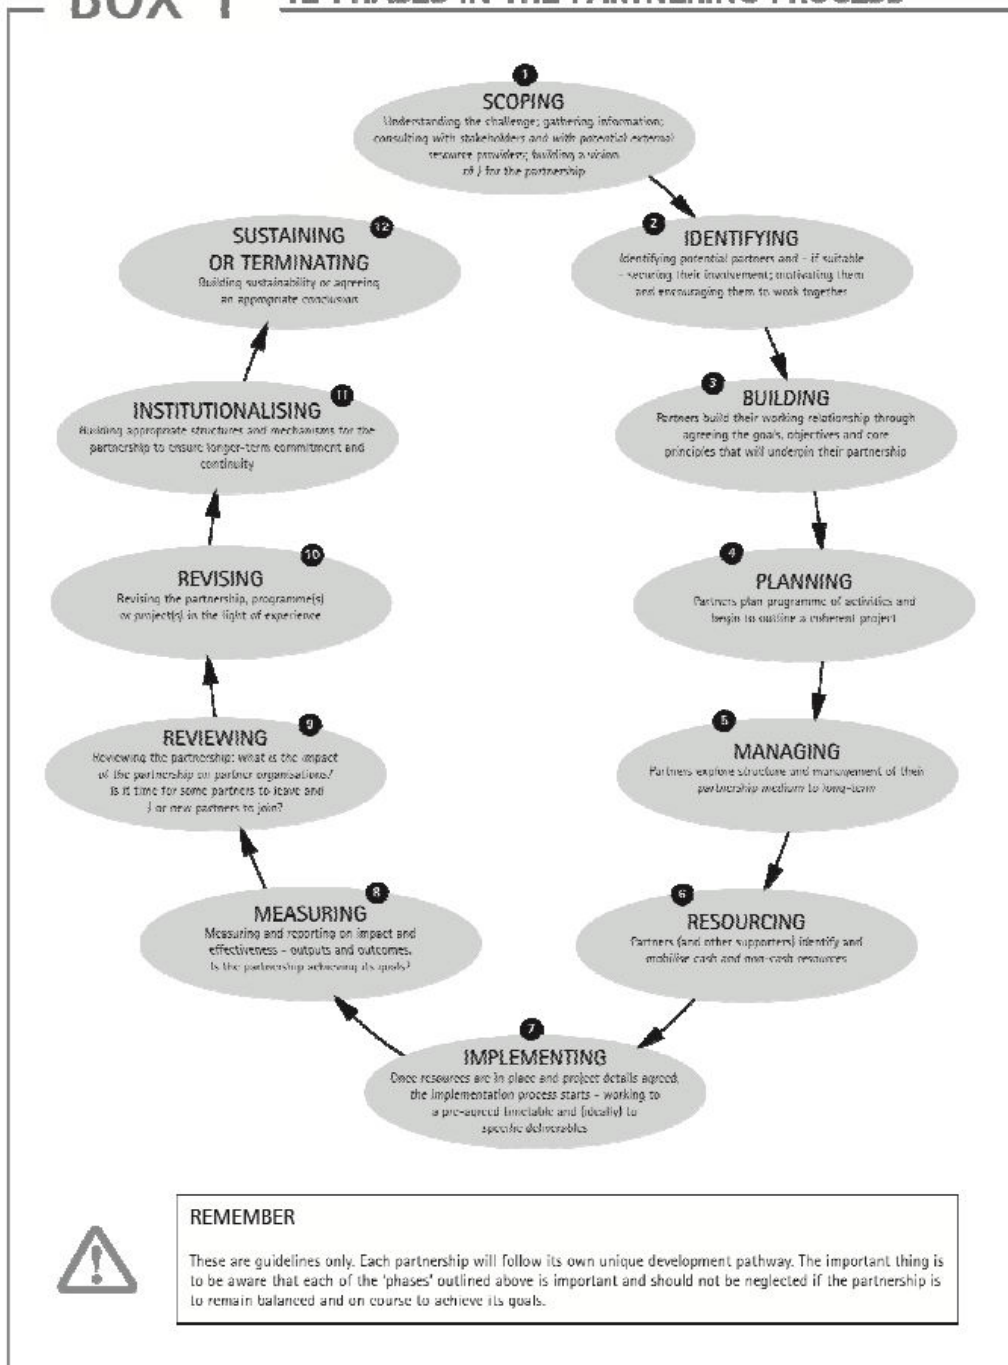 BOX 1
12 PHASES IN THE PARTNERING PROCESS
1
SCOPING
Understanding the challenge; gathering information;
consulting with stakeholders and with potential external
resource providers; building a vision
of / for the partnership
2
IDENTIFYING
Identifying potential partners and - if suitable
- securing their involvement; motivating them
and encouraging them to work together
3
BUILDING
Partners build their working relationship through
agreeing the goals, objectives and core
principles that will underpin their partnership
4
PLANNING
Partners plan programme of activities and
begin to outline a coherent project
5
MANAGING
Partners explore structure and management of their
partnership medium to long-term
6
RESOURCING
Partners (and other supporters) identify and
mobilise cash and non-cash resources
7
IMPLEMENTING
Once resources are in place and project details agreed,
the implementation process starts - working to
a pre-agreed timetable and (ideally) to
specific deliverables
8
MEASURING
Measuring and reporting on impact and
effectiveness - outputs and outcomes.
Is the partnership achieving its goals?
9
REVIEWING
Reviewing the partnership: what is the impact
of the partnership on partner organisations?
Is it time for some partners to leave and
/ or new partners to join?
10
REVISING
Revising the partnership, programme(s)
or project(s) in the light of experience
11
INSTITUTIONALISING
Building appropriate structures and mechanisms for the
partnership to ensure longer-term commitment and
continuity
12
SUSTAINING
OR TERMINATING
Building sustainability or agreeing
an appropriate conclusion
REMEMBER
These are guidelines only. Each partnership will follow its own unique development pathway. The important thing is
to be aware that each of the 'phases' outlined above is important and should not be neglected if the partnership is
to remain balanced and on course to achieve its goals.